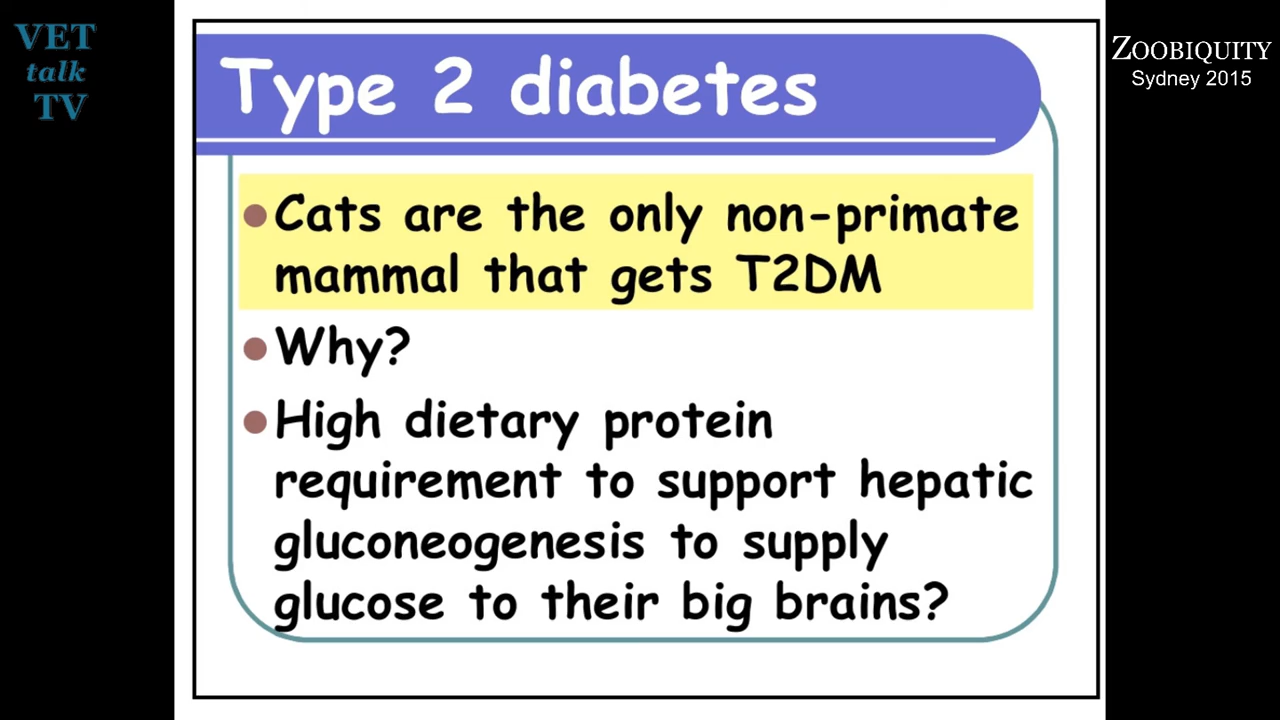 VET
talk
TV
ZOOBIQUITY
Sydney 2015
Type 2 diabetes
Cats are the only non-primate
mammal that gets T2DM
Why?
High dietary protein
requirement to support hepatic
gluconeogenesis to supply
glucose to their big brains?